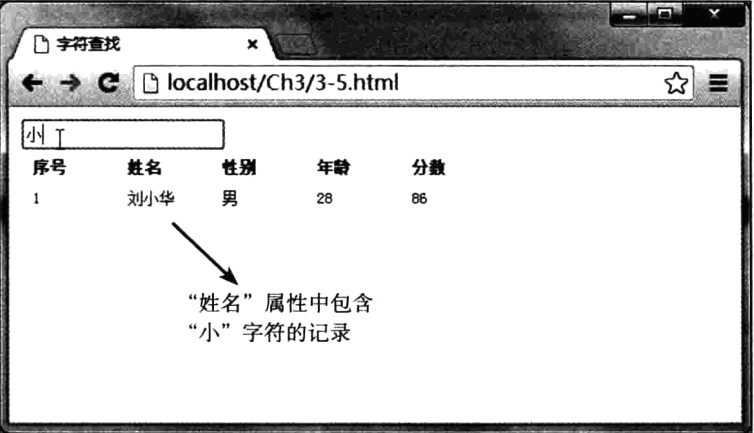 字符查找
localhost/Ch3/3-5.html
小
序号 姓名 性别 年龄 分数
1 刘小华 男 28 86
“姓名”属性中包含
“小”字符的记录